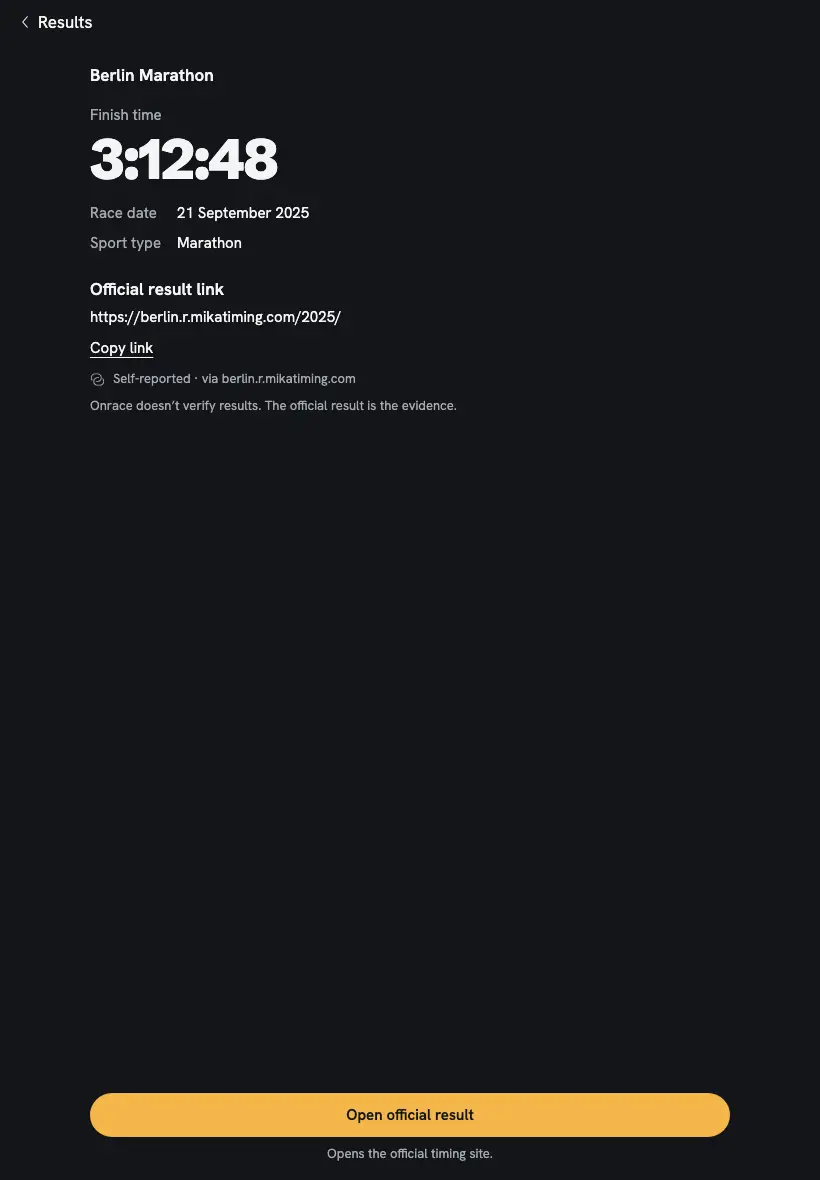 Results
Berlin Marathon
Finish time
3:12:48
Race date 21 September 2025
Sport type Marathon
Official result link
https://berlin.r.mikatiming.com/2025/
Copy link
Self-reported · via berlin.r.mikatiming.com
Onrace doesn’t verify results. The official result is the evidence.
Open official result
Opens the official timing site.